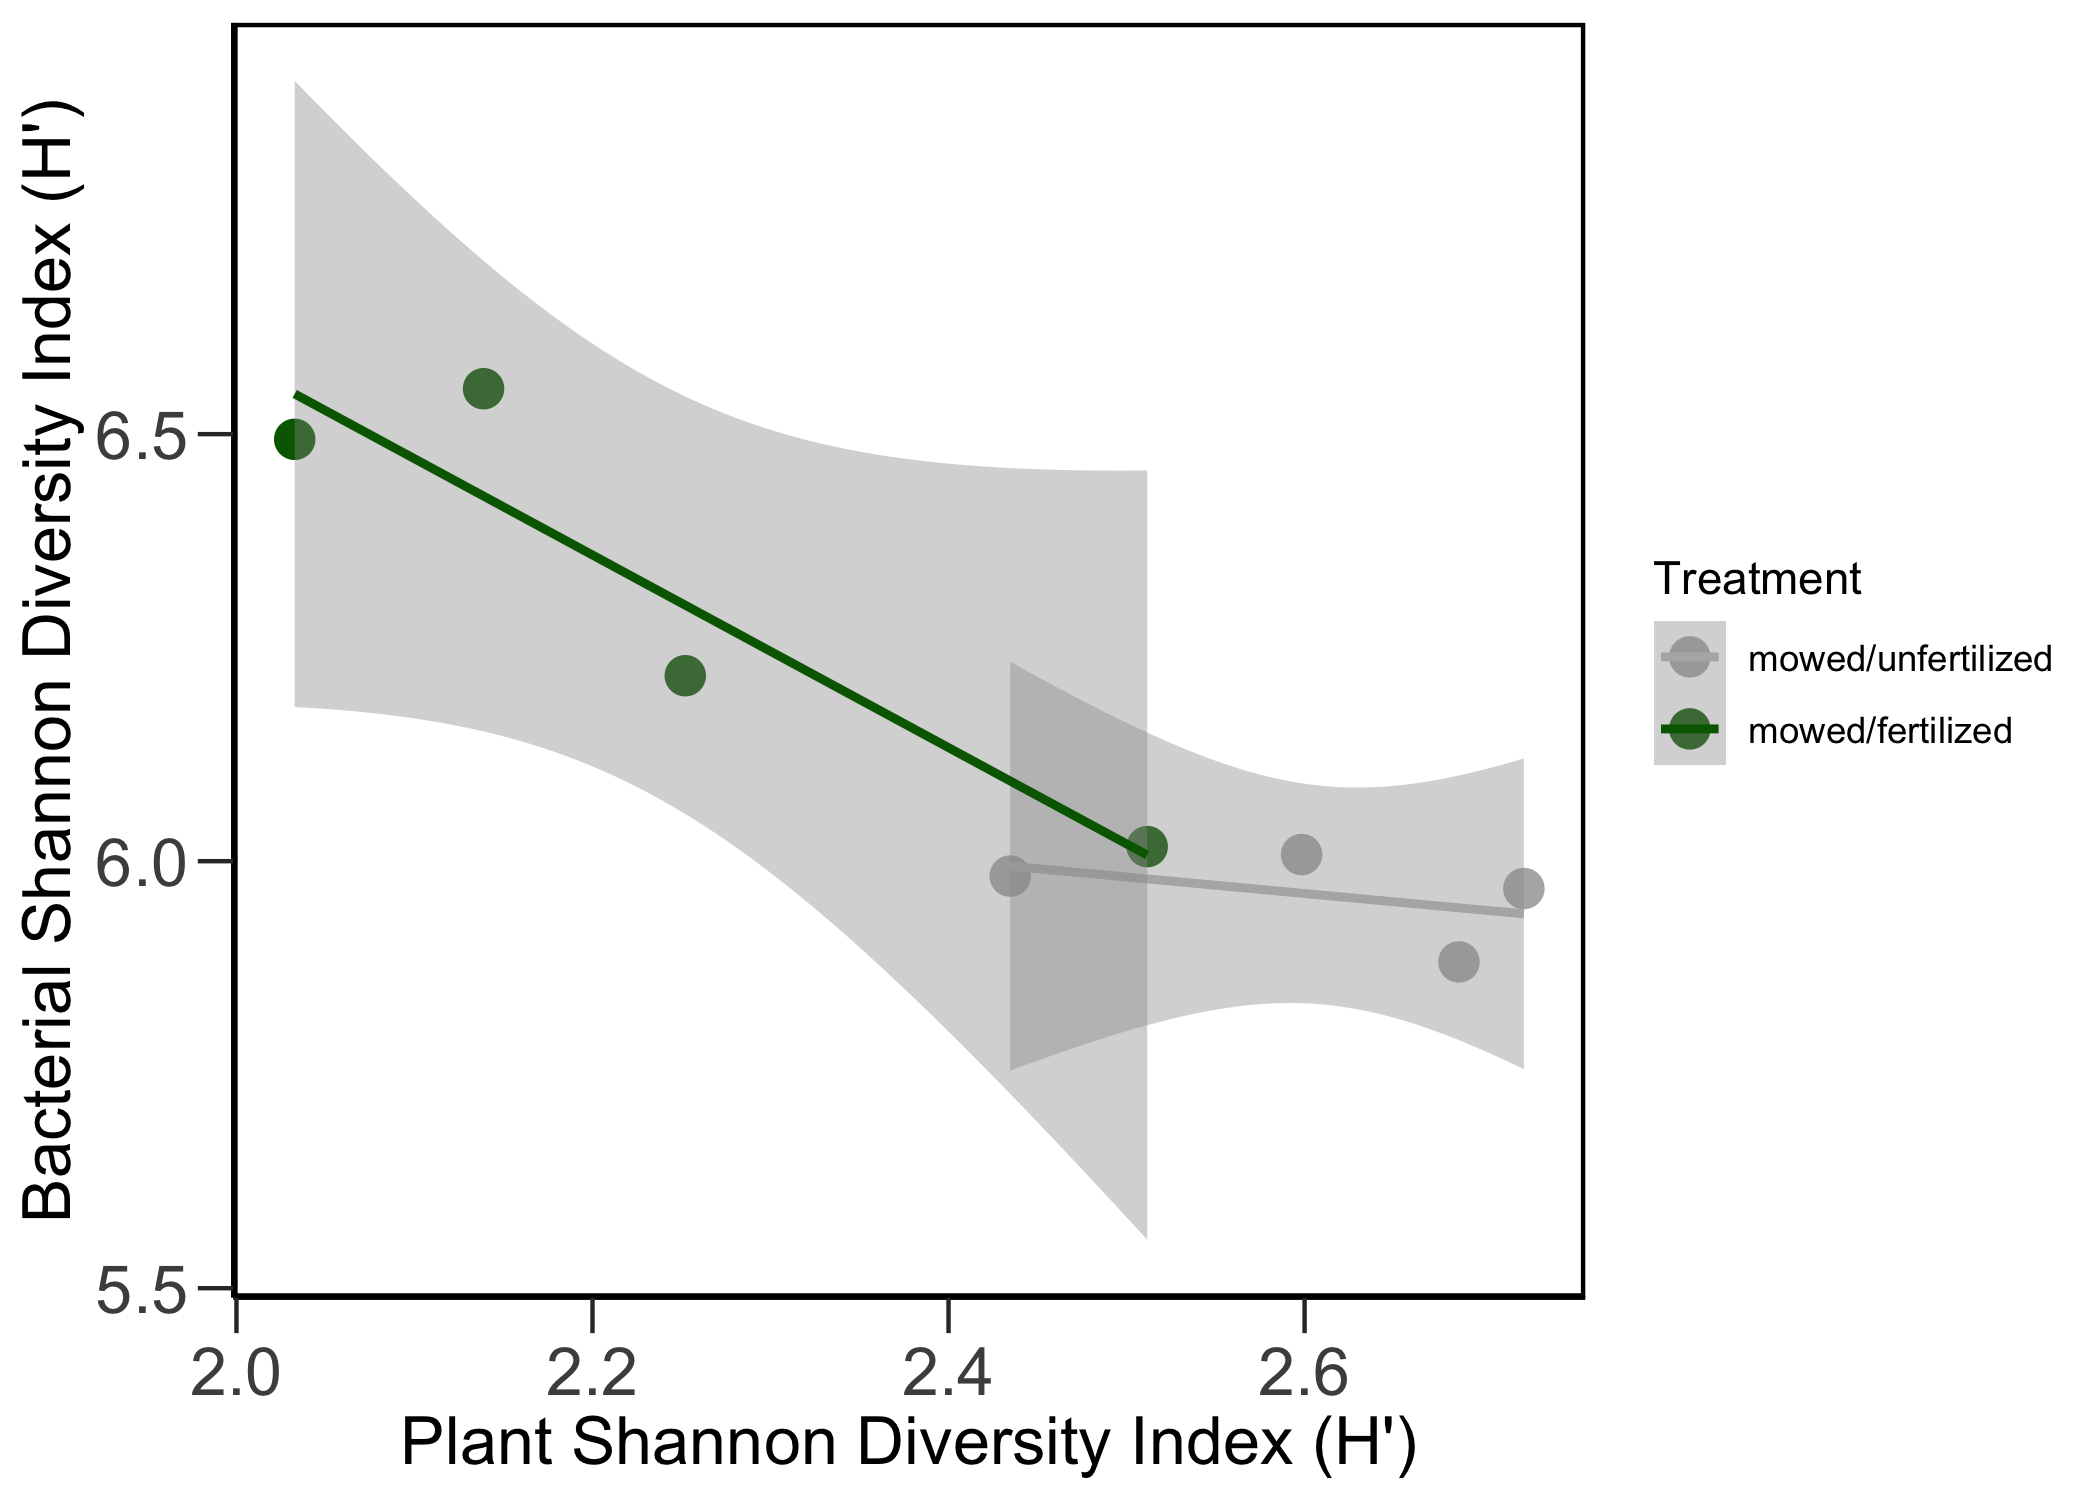 Bacterial Shannon Diversity Index (H')
6.5
6.0
5.5
2.0 2.2 2.4 2.6
Plant Shannon Diversity Index (H')
Treatment
mowed/unfertilized
mowed/fertilized